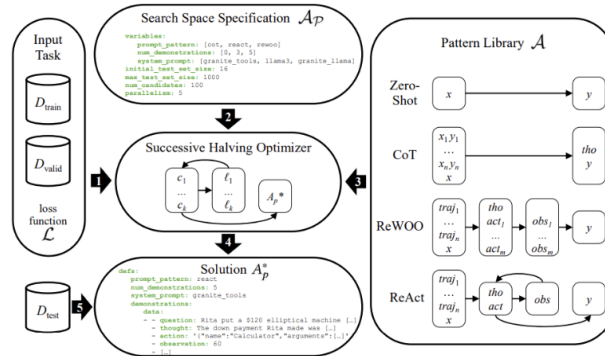 Input
Task
D_train
D_valid
loss
function
ℒ
D_test
Search Space Specification 𝒜_𝒫
variables:
prompt_pattern: [cot, react, rewoo]
num_demonstrations: [0, 3, 5]
system_prompt: [granite_tools, llama3, granite_llama]
initial_test_set_size: 16
max_test_set_size: 1000
num_candidates: 100
parallelism: 5
2
1
Successive Halving Optimizer
c_1 ℓ_1
... ...
c_k ℓ_k
A_p*
3
4
5
Solution A_p*
defs:
prompt_pattern: react
num_demonstrations: 5
system_prompt: granite_tools
demonstrations:
data:
- - question: Rita put a $120 elliptical machine […]
- thought: The down payment Rita made was […]
- action: '{"name":"Calculator","arguments":[…]'
- observation: 60
- […]
Pattern Library 𝒜
Zero-
Shot
x y
CoT
x_1 y_1
...
x_n y_n
x
tho
y
ReWOO
traj_1
...
traj_n
x
tho
act_1
...
act_m
obs_1
...
obs_m
y
ReAct
traj_1
...
traj_n
x
tho
act
obs
y